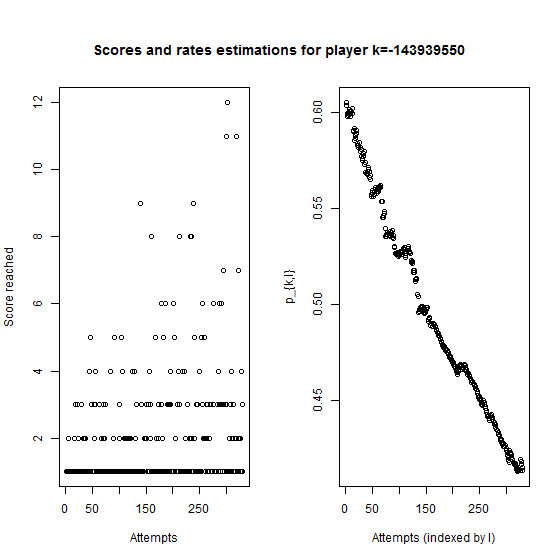 Scores and rates estimations for player k=-143939550
Score reached
12
10
8
6
4
2
0 50 150 250
Attempts
p_{k,l}
0.60
0.55
0.50
0.45
0 50 150 250
Attempts (indexed by l)